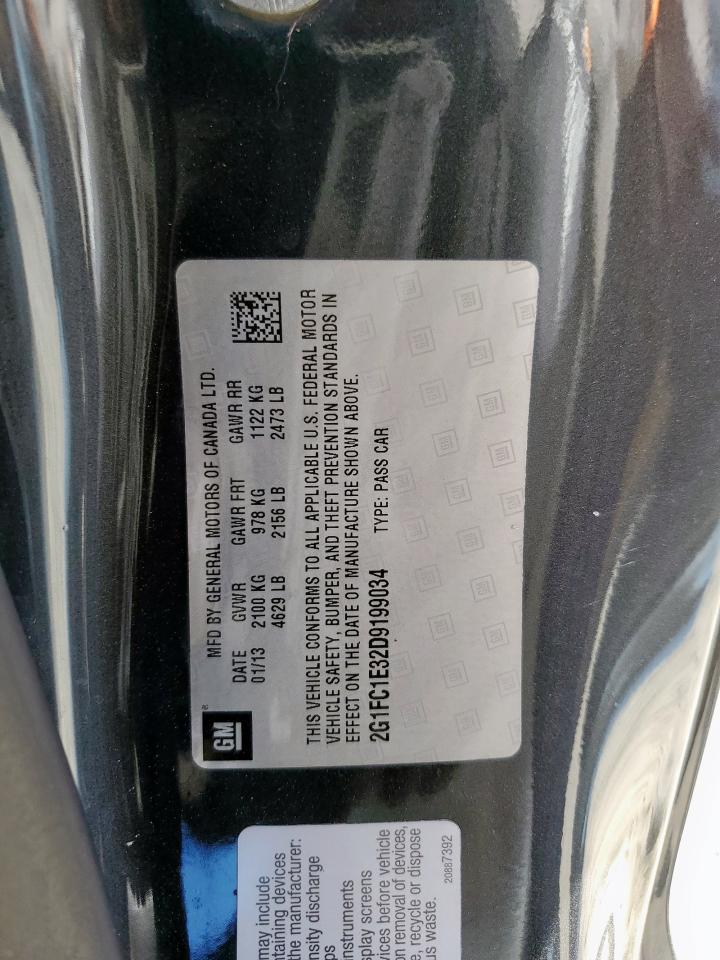 GM
MFD BY GENERAL MOTORS OF CANADA LTD.
DATE GVWR GAWR FRT GAWR RR
01/13 2100 KG 978 KG 1122 KG
4629 LB 2156 LB 2473 LB
THIS VEHICLE CONFORMS TO ALL APPLICABLE U.S. FEDERAL MOTOR
VEHICLE SAFETY, BUMPER, AND THEFT PREVENTION STANDARDS IN
EFFECT ON THE DATE OF MANUFACTURE SHOWN ABOVE.
2G1FC1E32D9199034 TYPE: PASS CAR
may include
taining devices
the manufacturer:
nsity discharge
ps
nstruments
splay screens
vices before vehicle
on removal of devices,
e, recycle or dispose
us waste.
20887392